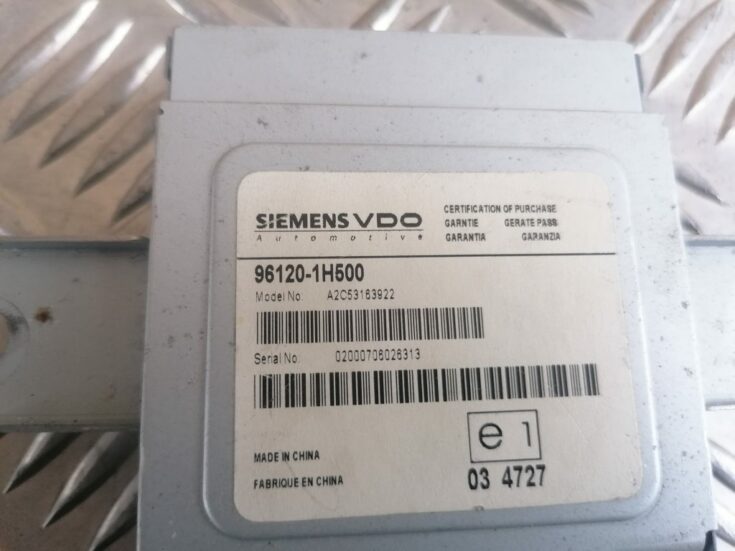 SIEMENS VDO
Automotive
CERTIFICATION OF PURCHASE
GARNTIE GERATE PASS
GARANTIA GARANZIA
96120-1H500
Model No. A2C53163922
Serial No. 02000706026313
MADE IN CHINA
FABRIQUE EN CHINA
e 1
03 4727